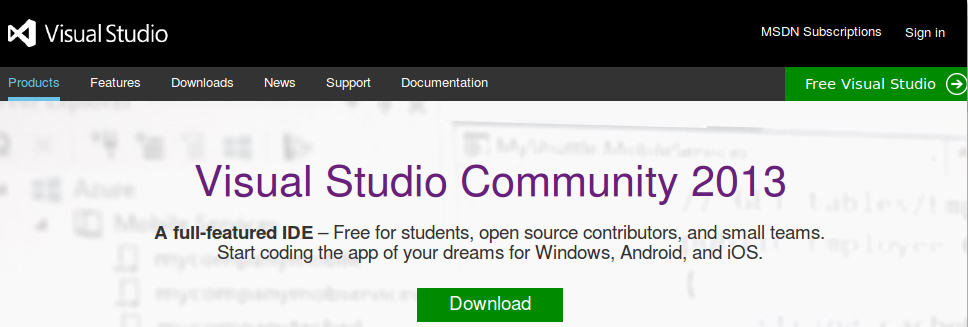 Visual Studio
MSDN Subscriptions Sign in
Products Features Downloads News Support Documentation
Free Visual Studio
Azure
Visual Studio Community 2013
A full-featured IDE – Free for students, open source contributors, and small teams.
Start coding the app of your dreams for Windows, Android, and iOS.
Download